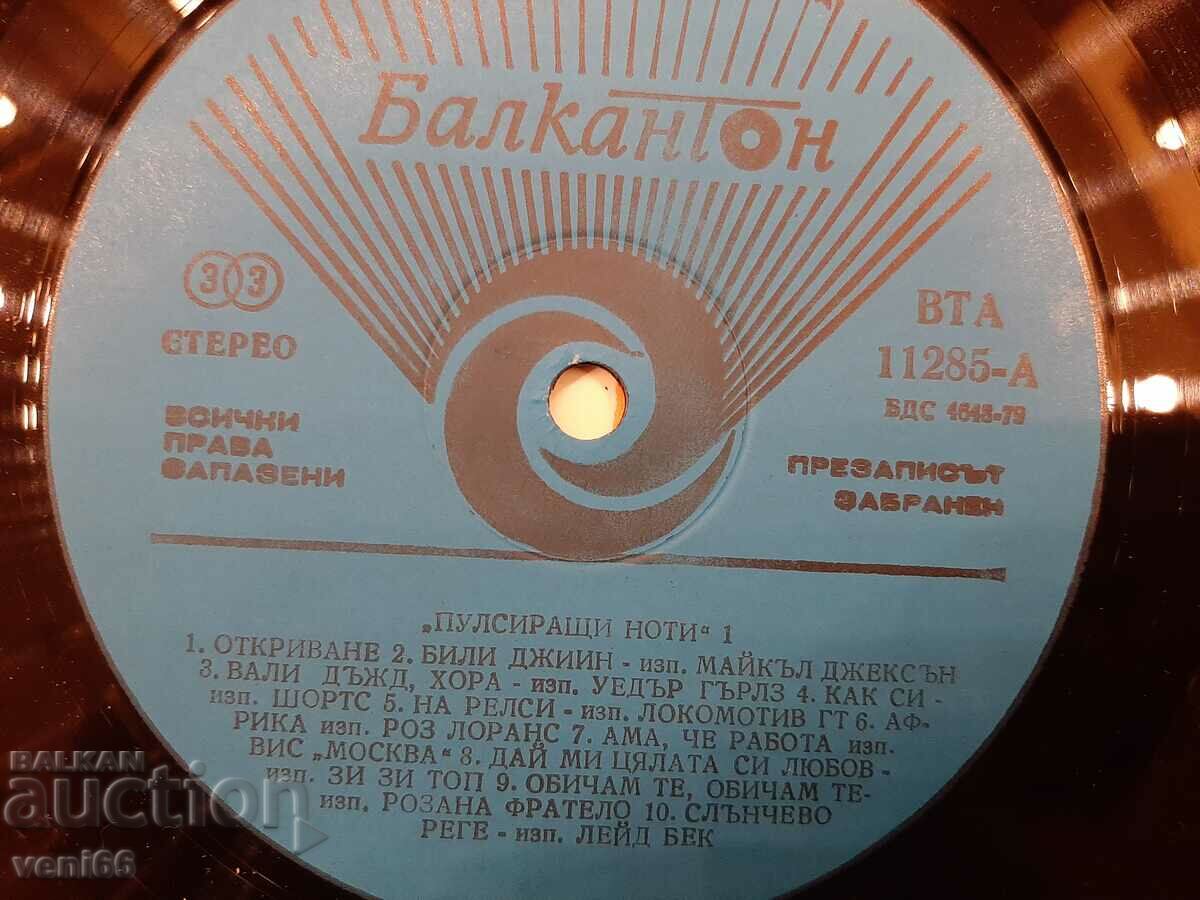 Балкантон
33
СТЕРЕО
ВТА
11285-А
БДС 4648-79
ВСИЧКИ
ПРАВА
ЗАПАЗЕНИ
ПРЕЗАПИСЪТ
ЗАБРАНЕН
„ПУЛСИРАЩИ НОТИ“ 1
1. ОТКРИВАНЕ 2. БИЛИ ДЖИИН - изп. МАЙКЪЛ ДЖЕКСЪН
3. ВАЛИ ДЪЖД, ХОРА - изп. УЕДЪР ГЪРЛЗ 4. КАК СИ -
изп. ШОРТС 5. НА РЕЛСИ - изп. ЛОКОМОТИВ ГТ 6. АФ-
РИКА изп. РОЗ ЛОРАНС 7. АМА, ЧЕ РАБОТА изп.
ВИС „МОСКВА“ 8. ДАЙ МИ ЦЯЛАТА СИ ЛЮБОВ -
изп. ЗИ ЗИ ТОП 9. ОБИЧАМ ТЕ, ОБИЧАМ ТЕ-
изп. РОЗАНА ФРАТЕЛО 10. СЛЪНЧЕВО
РЕГЕ - изп. ЛЕЙД БЕК
BALKAN
auction
veni66